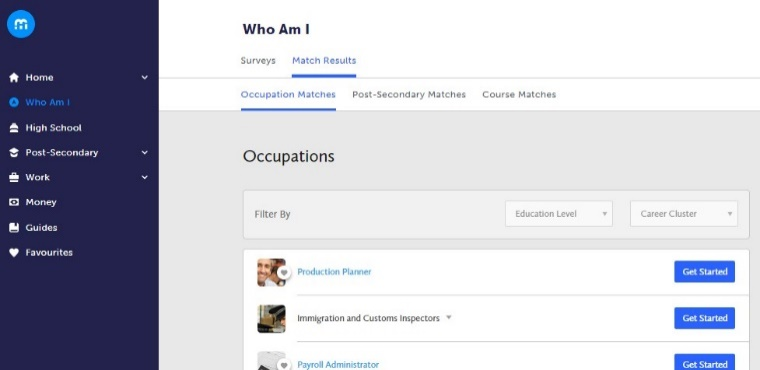 Who Am I
Surveys Match Results
Home
Who Am I
High School
Post-Secondary
Work
Money
Guides
Favourites
Occupation Matches Post-Secondary Matches Course Matches
Occupations
Filter By Education Level Career Cluster
Production Planner Get Started
Immigration and Customs Inspectors Get Started
Payroll Administrator Get Started